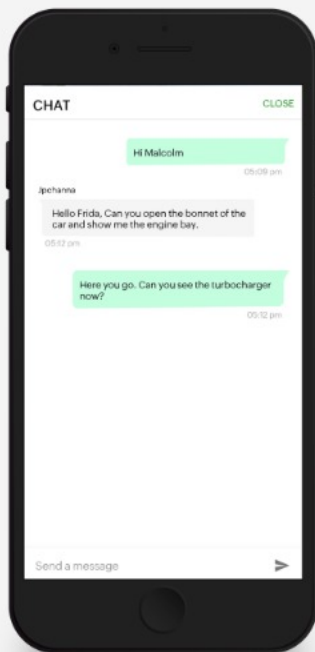 CHAT
CLOSE
Hi Malcolm
05:09 pm
Jpchanna
Hello Frida, Can you open the bonnet of the
car and show me the engine bay.
05:12 pm
Here you go. Can you see the turbocharger
now?
05:12 pm
Send a message